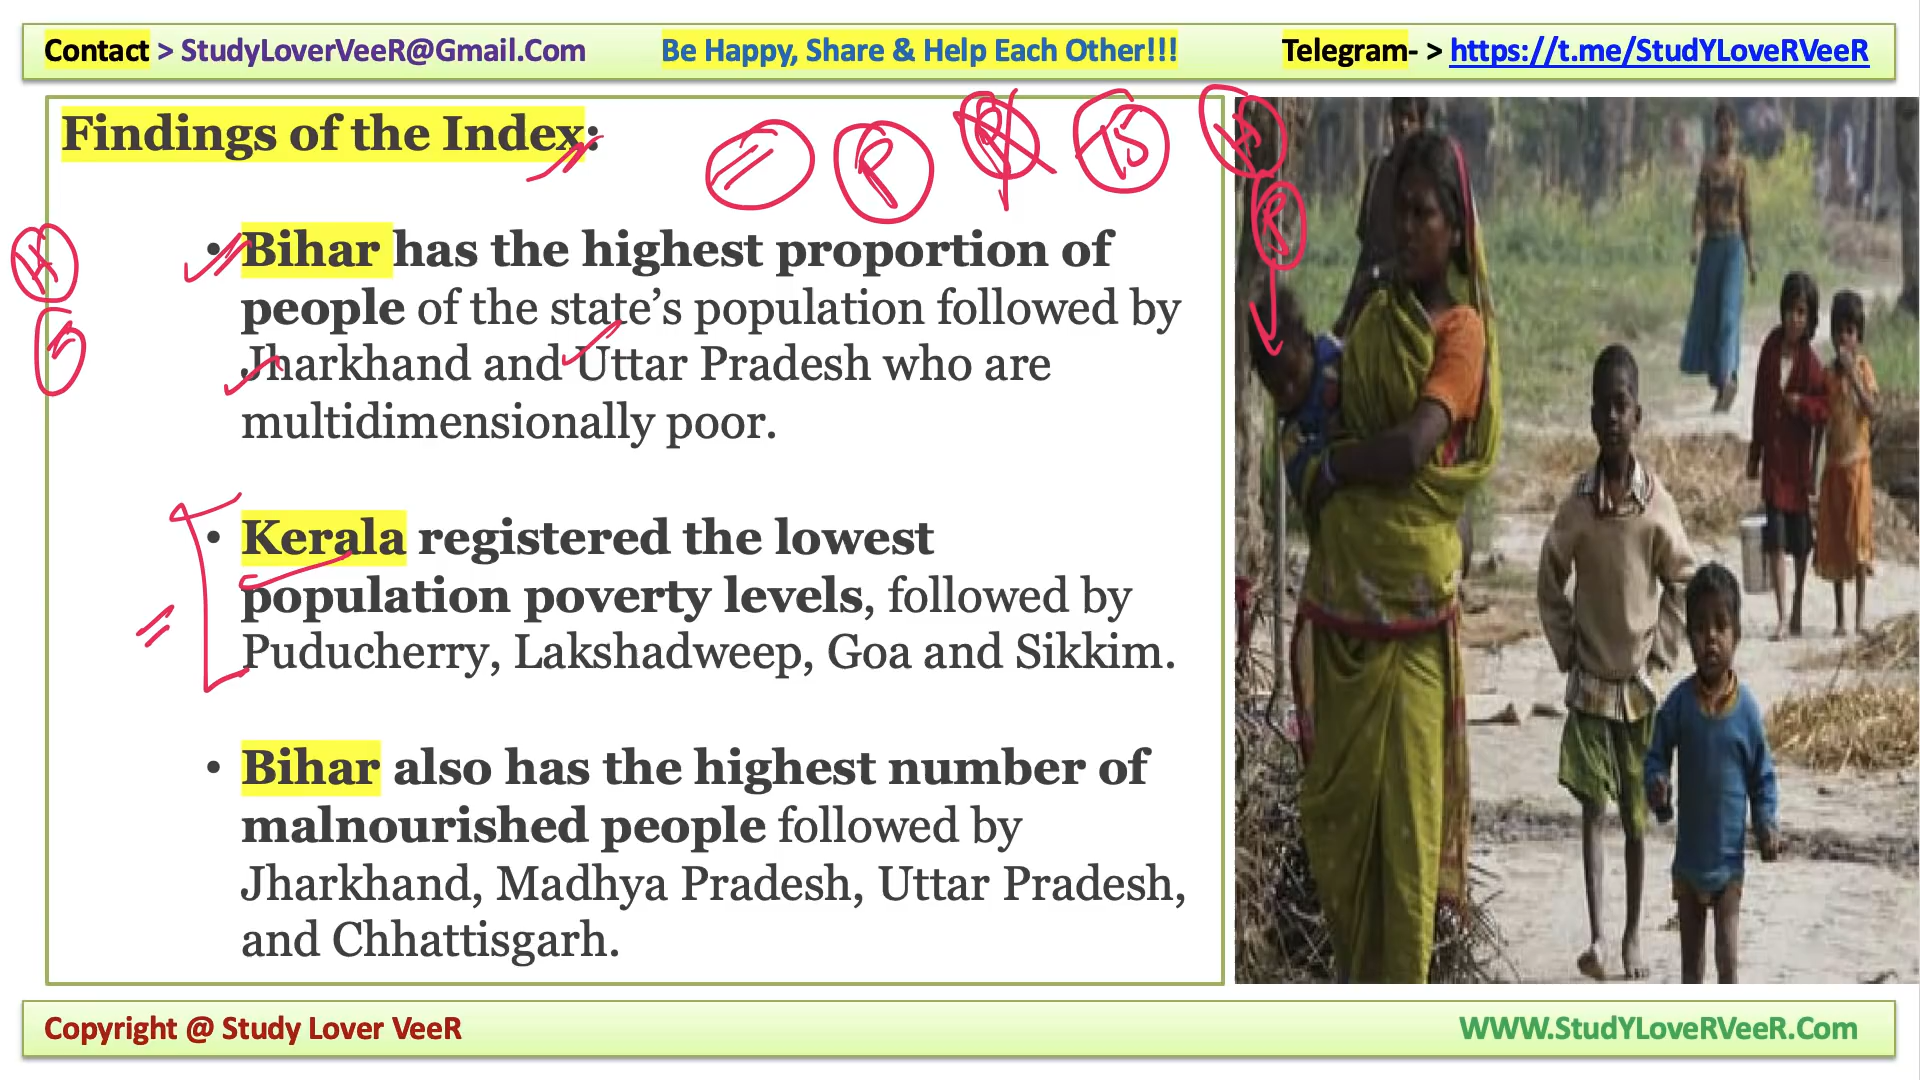 Contact > StudyLoverVeeR@Gmail.Com Be Happy, Share & Help Each Other!!! Telegram- > https://t.me/StudYLoveRVeeR
Findings of the Index:
• Bihar has the highest proportion of
people of the state’s population followed by
Jharkhand and Uttar Pradesh who are
multidimensionally poor.
• Kerala registered the lowest
population poverty levels, followed by
Puducherry, Lakshadweep, Goa and Sikkim.
• Bihar also has the highest number of
malnourished people followed by
Jharkhand, Madhya Pradesh, Uttar Pradesh,
and Chhattisgarh.
Copyright @ Study Lover VeeR WWW.StudYLoveRVeeR.Com